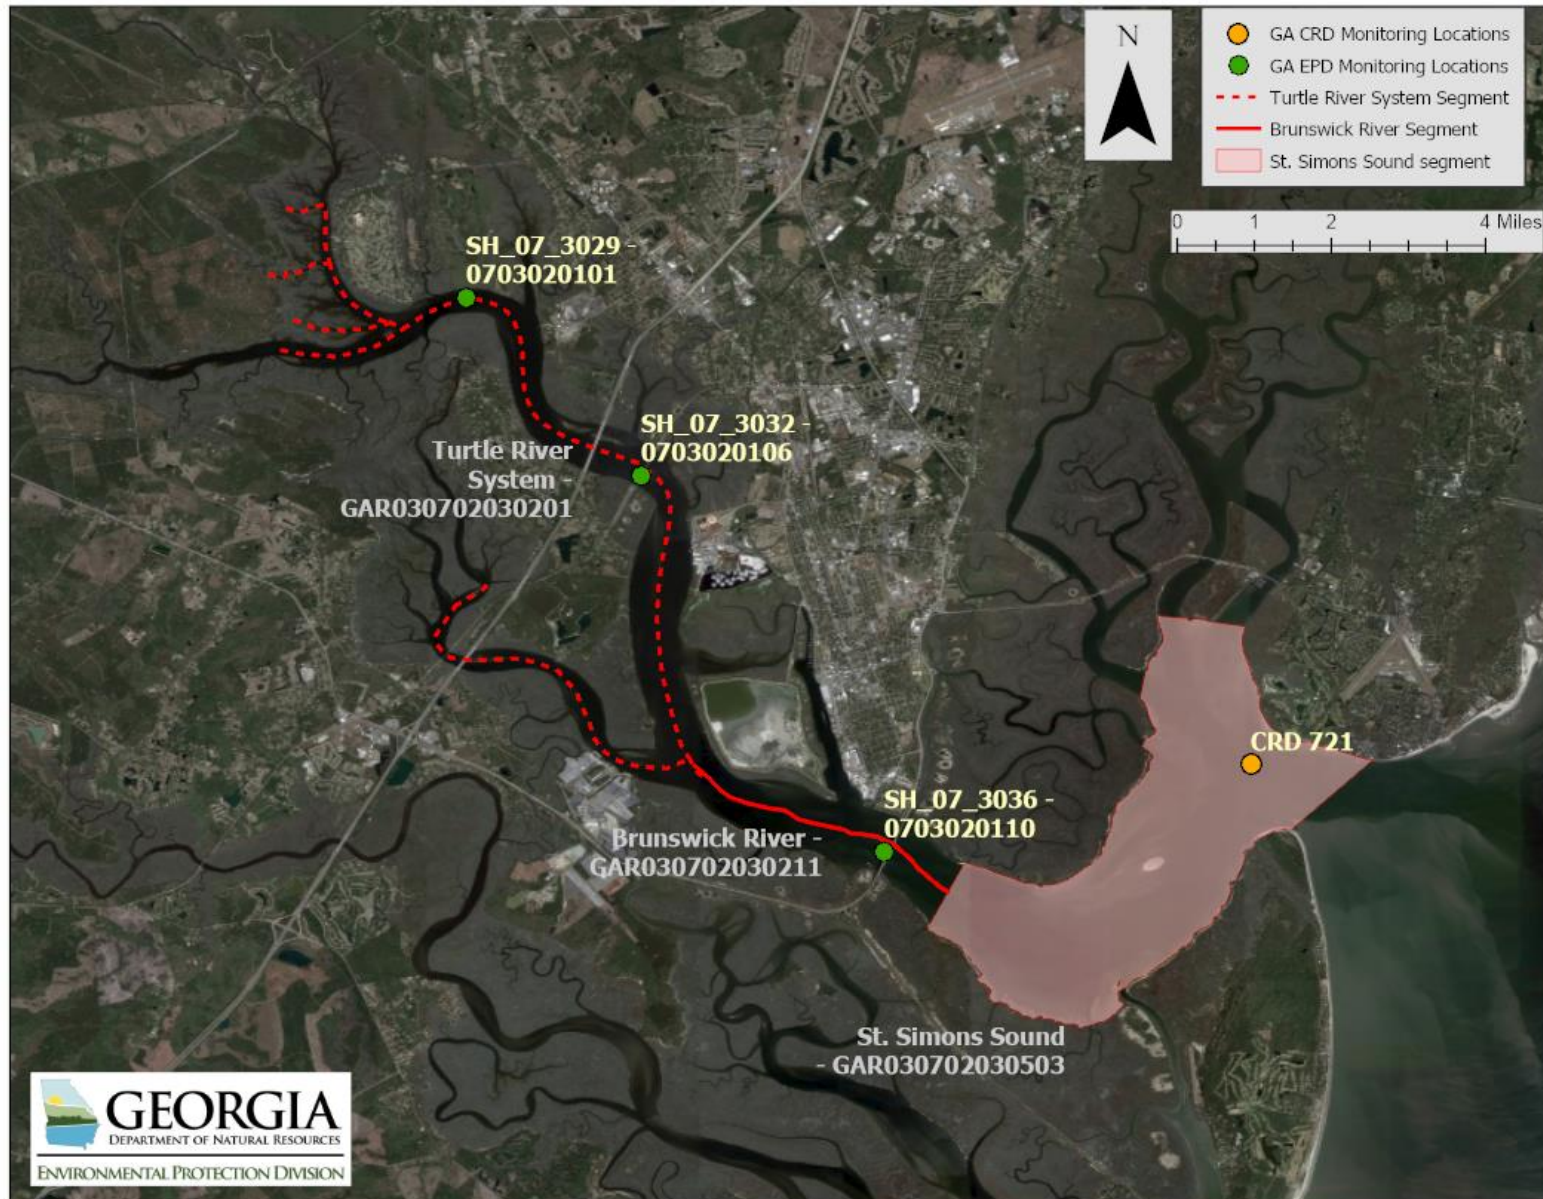 N
GA CRD Monitoring Locations
GA EPD Monitoring Locations
Turtle River System Segment
Brunswick River Segment
St. Simons Sound segment
0 1 2 4 Miles
SH_07_3029 -
0703020101
SH_07_3032 -
0703020106
Turtle River
System -
GAR030702030201
CRD 721
SH_07_3036 -
0703020110
Brunswick River -
GAR030702030211
St. Simons Sound
- GAR030702030503
GEORGIA
DEPARTMENT OF NATURAL RESOURCES
ENVIRONMENTAL PROTECTION DIVISION